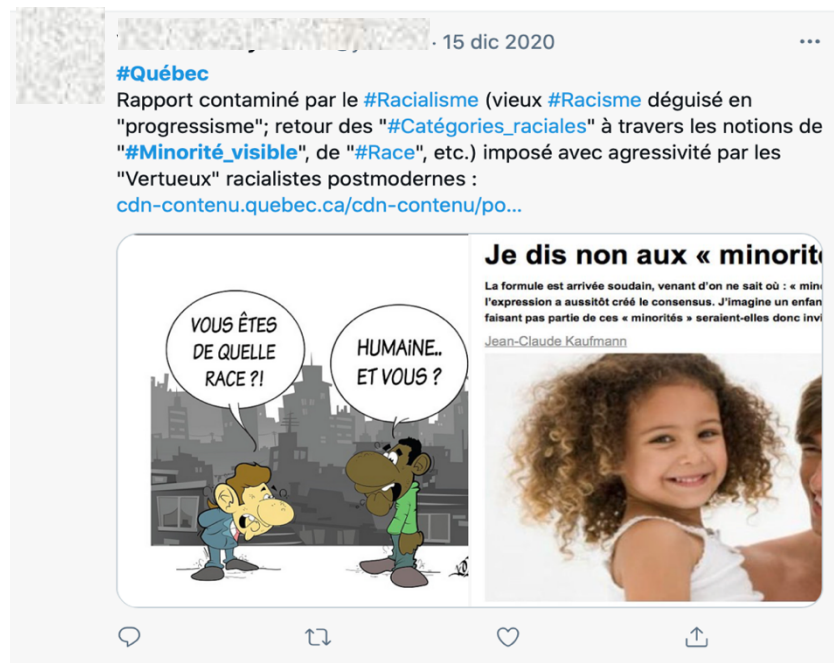 · 15 dic 2020
#Québec
Rapport contaminé par le #Racialisme (vieux #Racisme déguisé en
"progressisme"; retour des "#Catégories_raciales" à travers les notions de
"#Minorité_visible", de "#Race", etc.) imposé avec agressivité par les
"Vertueux" racialistes postmodernes :
cdn-contenu.quebec.ca/cdn-contenu/po...
VOUS ÊTES
DE QUELLE
RACE ?!
HUMAiNE..
ET VOUS ?
Je dis non aux « minorité
La formule est arrivée soudain, venant d'on ne sait où : « mino
l'expression a aussitôt créé le consensus. J'imagine un enfan
faisant pas partie de ces « minorités » seraient-elles donc invi
Jean-Claude Kaufmann